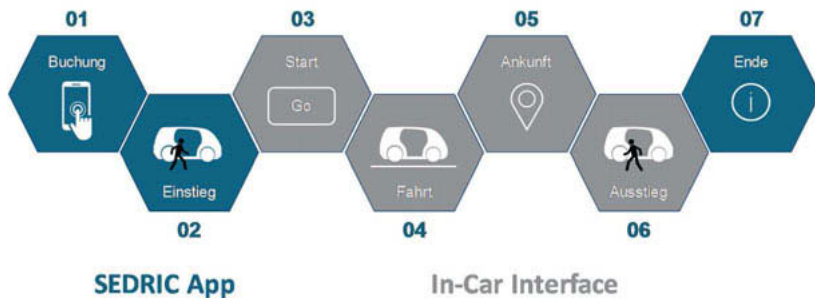 01
03
05
07
Buchung
Start
Ankunft
Ende
Go
i
Einstieg
Fahrt
Ausstieg
02
04
06
SEDRIC App
In-Car Interface